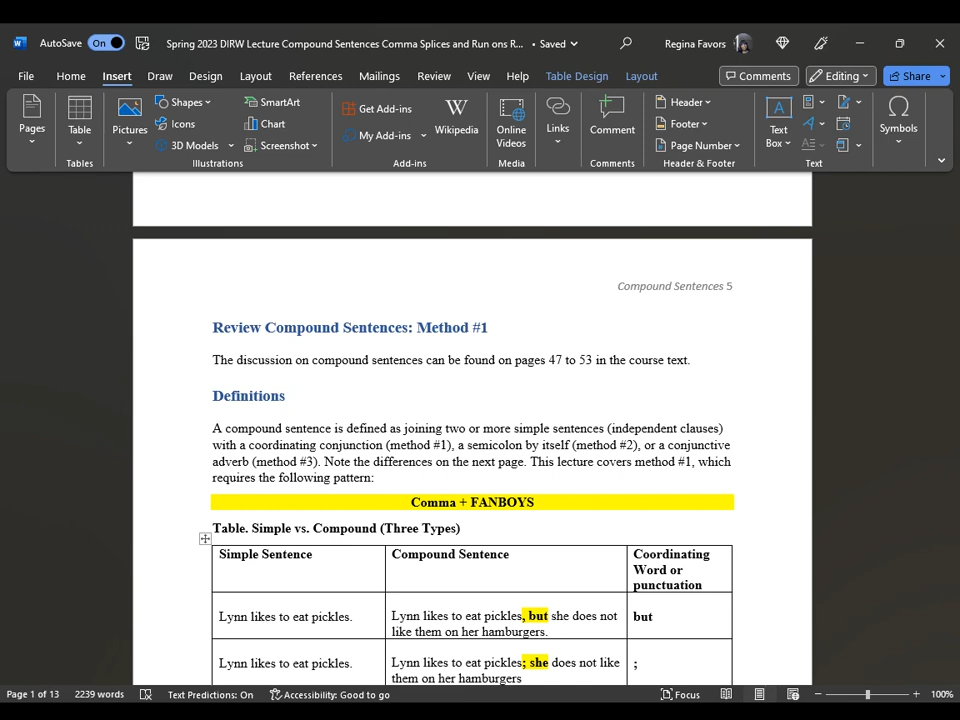 AutoSave On Spring 2023 DIRW Lecture Compound Sentences Comma Splices and Run ons R... • Saved Regina Favors
File Home Insert Draw Design Layout References Mailings Review View Help Table Design Layout Comments Editing Share
Pages Table Pictures Shapes Icons 3D Models SmartArt Chart Screenshot Get Add-ins My Add-ins Wikipedia Online Videos Links Comment Header Footer Page Number Text Box Symbols
Tables Illustrations Add-ins Media Comments Header & Footer Text
Compound Sentences 5
Review Compound Sentences: Method #1
The discussion on compound sentences can be found on pages 47 to 53 in the course text.
Definitions
A compound sentence is defined as joining two or more simple sentences (independent clauses)
with a coordinating conjunction (method #1), a semicolon by itself (method #2), or a conjunctive
adverb (method #3). Note the differences on the next page. This lecture covers method #1, which
requires the following pattern:
Comma + FANBOYS
Table. Simple vs. Compound (Three Types)
Simple Sentence
Compound Sentence
Coordinating
Word or
punctuation
Lynn likes to eat pickles.
Lynn likes to eat pickles, but she does not
like them on her hamburgers.
but
Lynn likes to eat pickles.
Lynn likes to eat pickles; she does not like
them on her hamburgers
;
Page 1 of 13 2239 words Text Predictions: On Accessibility: Good to go Focus 100%